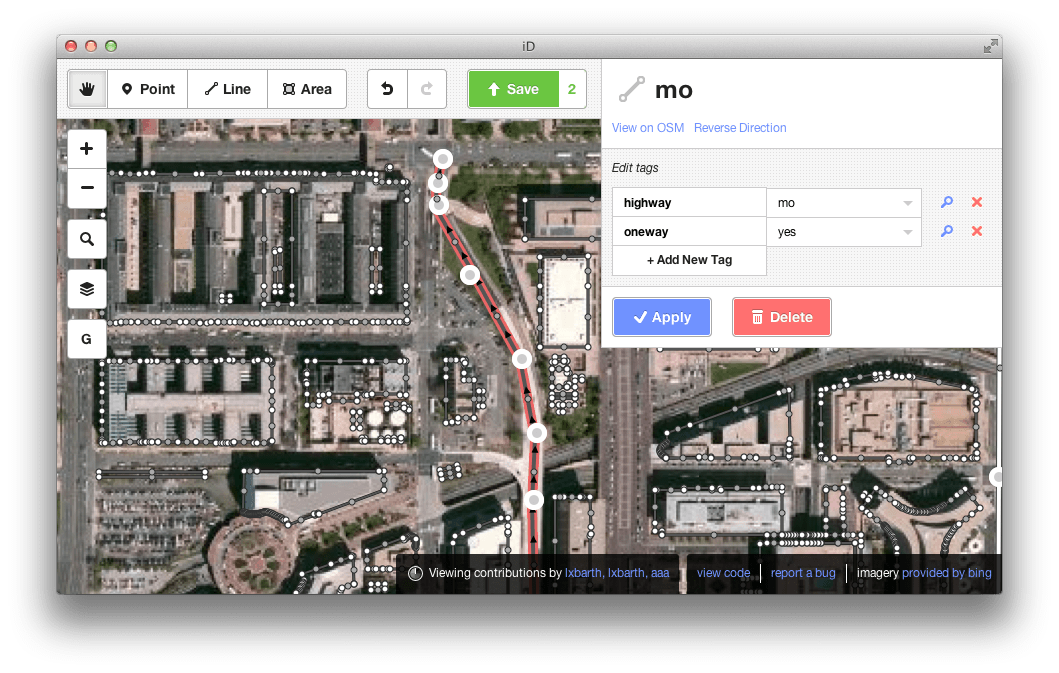 iD
Point
Line
Area
Save
2
mo
View on OSM Reverse Direction
Edit tags
highway mo
oneway yes
+ Add New Tag
Apply
Delete
+
−
G
Viewing contributions by lxbarth, lxbarth, aaa
view code
report a bug
imagery provided by bing